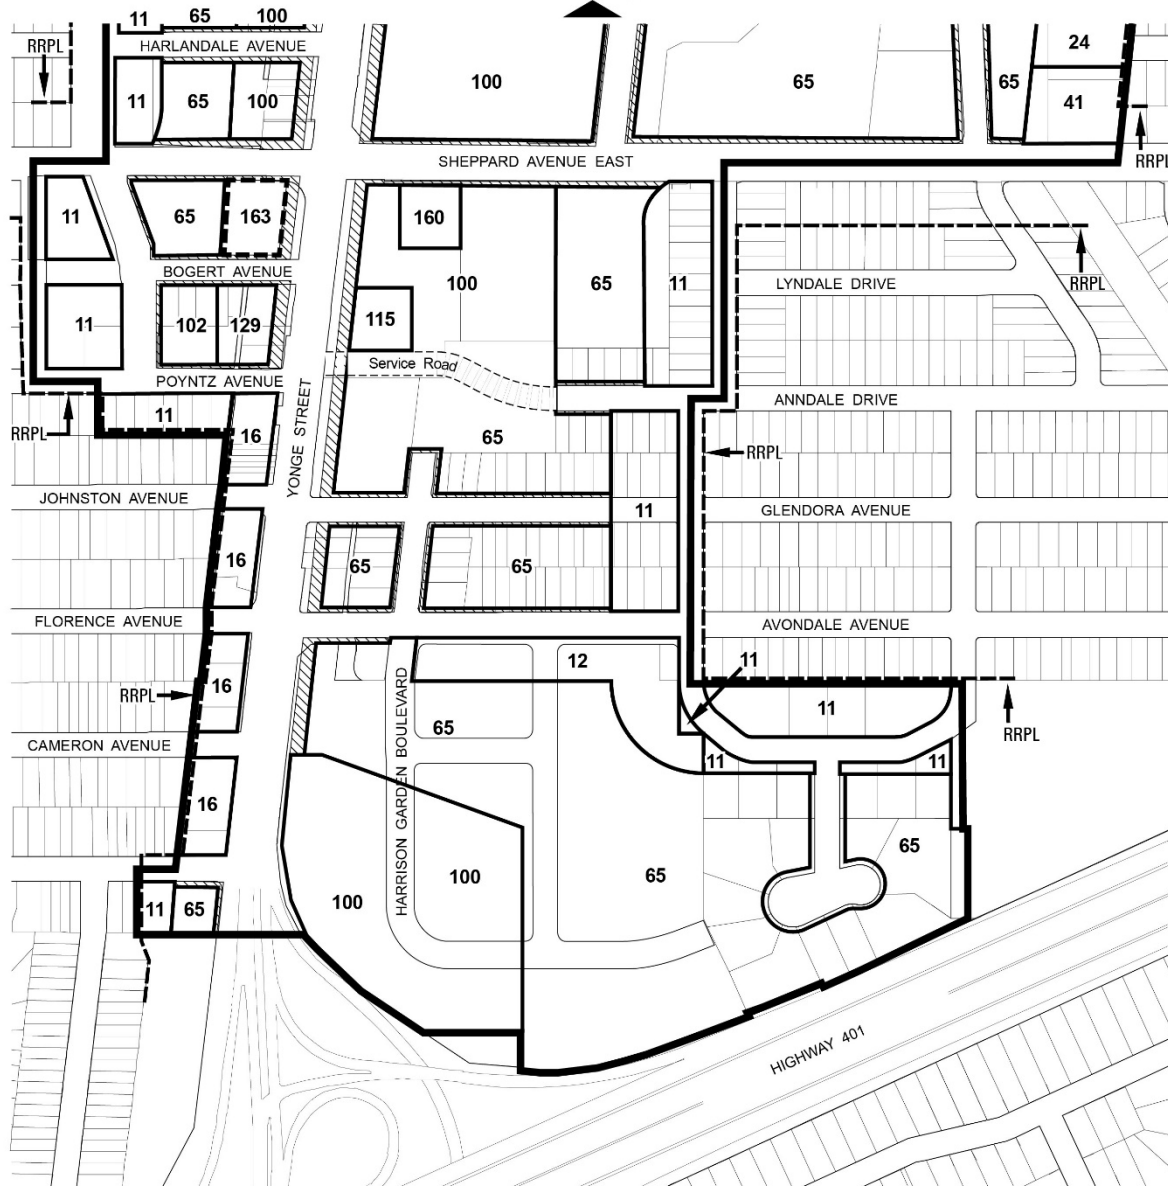 11 65 100
RRPL
HARLANDALE AVENUE
24
100
65
65
11 65 100
41
SHEPPARD AVENUE EAST
RRPL
11
65
163
160
BOGERT AVENUE
100
65
11
LYNDALE DRIVE
RRPL
11
102
129
115
Service Road
POYNTZ AVENUE
ANNDALE DRIVE
11
16
RRPL
YONGE STREET
65
RRPL
JOHNSTON AVENUE
11
GLENDORA AVENUE
16
65
65
FLORENCE AVENUE
AVONDALE AVENUE
12
11
16
RRPL
HARRISON GARDEN BOULEVARD
65
11
RRPL
CAMERON AVENUE
11
11
16
65
100
100
65
11
65
HIGHWAY 401